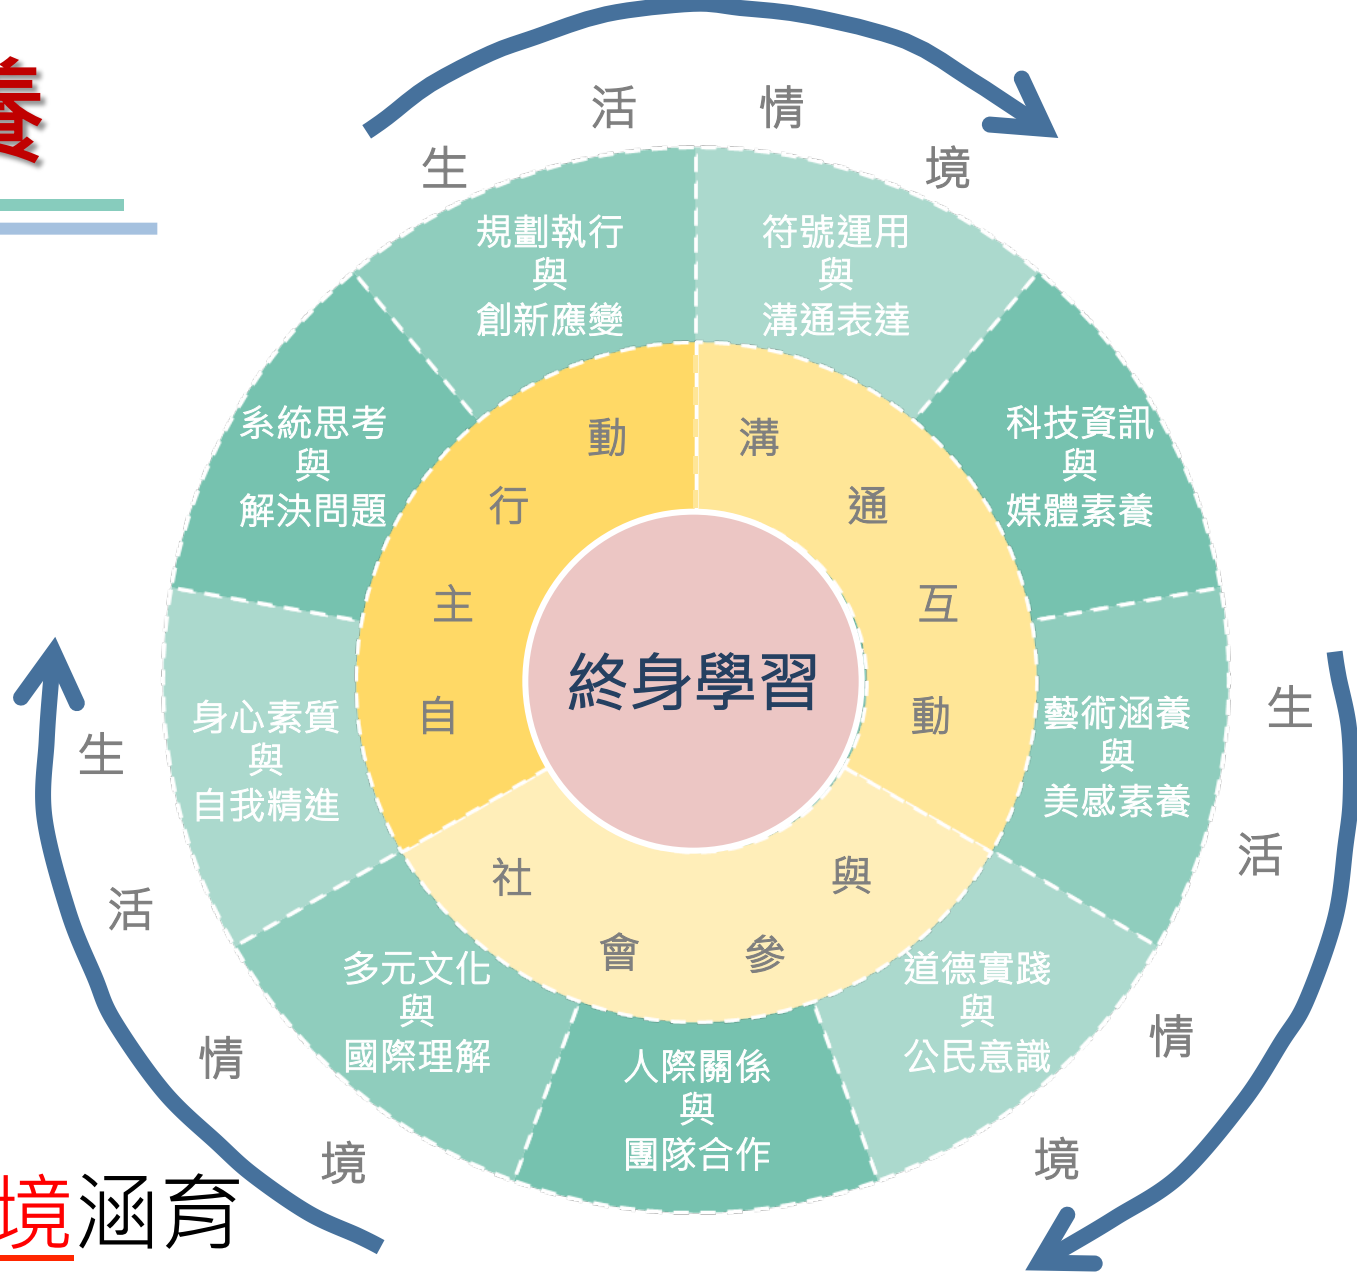 養
生活情境
規劃執行
與
創新應變
符號運用
與
溝通表達
系統思考
與
解決問題
科技資訊
與
媒體素養
身心素質
與
自我精進
藝術涵養
與
美感素養
多元文化
與
國際理解
人際關係
與
團隊合作
道德實踐
與
公民意識
自主行動
溝通互動
社會參與
終身學習
生活情境
生活情境
境涵育